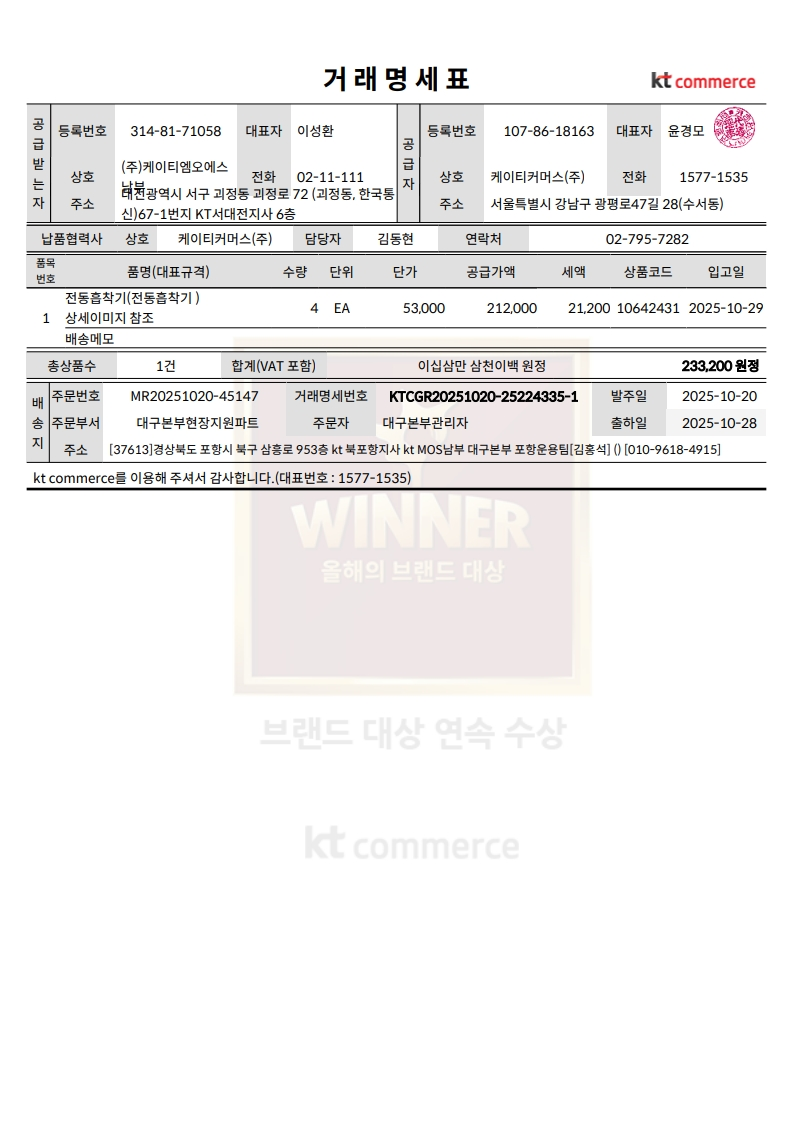 거래명세표
kt commerce
공급받는자 등록번호 314-81-71058 대표자 이성환 공급자 등록번호 107-86-18163 대표자 윤경모
상호 (주)케이티엠오에스남부 전화 02-11-111 상호 케이티커머스(주) 전화 1577-1535
주소 대전광역시 서구 괴정동 괴정로 72 (괴정동, 한국통
신)67-1번지 KT서대전지사 6층 주소 서울특별시 강남구 광평로47길 28(수서동)
납품협력사 상호 케이티커머스(주) 담당자 김동현 연락처 02-795-7282
품목번호 품명(대표규격) 수량 단위 단가 공급가액 세액 상품코드 입고일
전동흡착기(전동흡착기 )
1 상세이미지 참조 4 EA 53,000 212,000 21,200 10642431 2025-10-29
배송메모
총상품수 1건 합계(VAT 포함) 이십삼만 삼천이백 원정 233,200 원정
배송지 주문번호 MR20251020-45147 거래명세번호 KTCGR20251020-25224335-1 발주일 2025-10-20
주문부서 대구본부현장지원파트 주문자 대구본부관리자 출하일 2025-10-28
주소 [37613]경상북도 포항시 북구 삼흥로 953층 kt 북포항지사 kt MOS남부 대구본부 포항운용팀[김홍석] () [010-9618-4915]
kt commerce를 이용해 주셔서 감사합니다.(대표번호 : 1577-1535)
WINNER
올해의 브랜드 대상
브랜드 대상 연속 수상
kt commerce